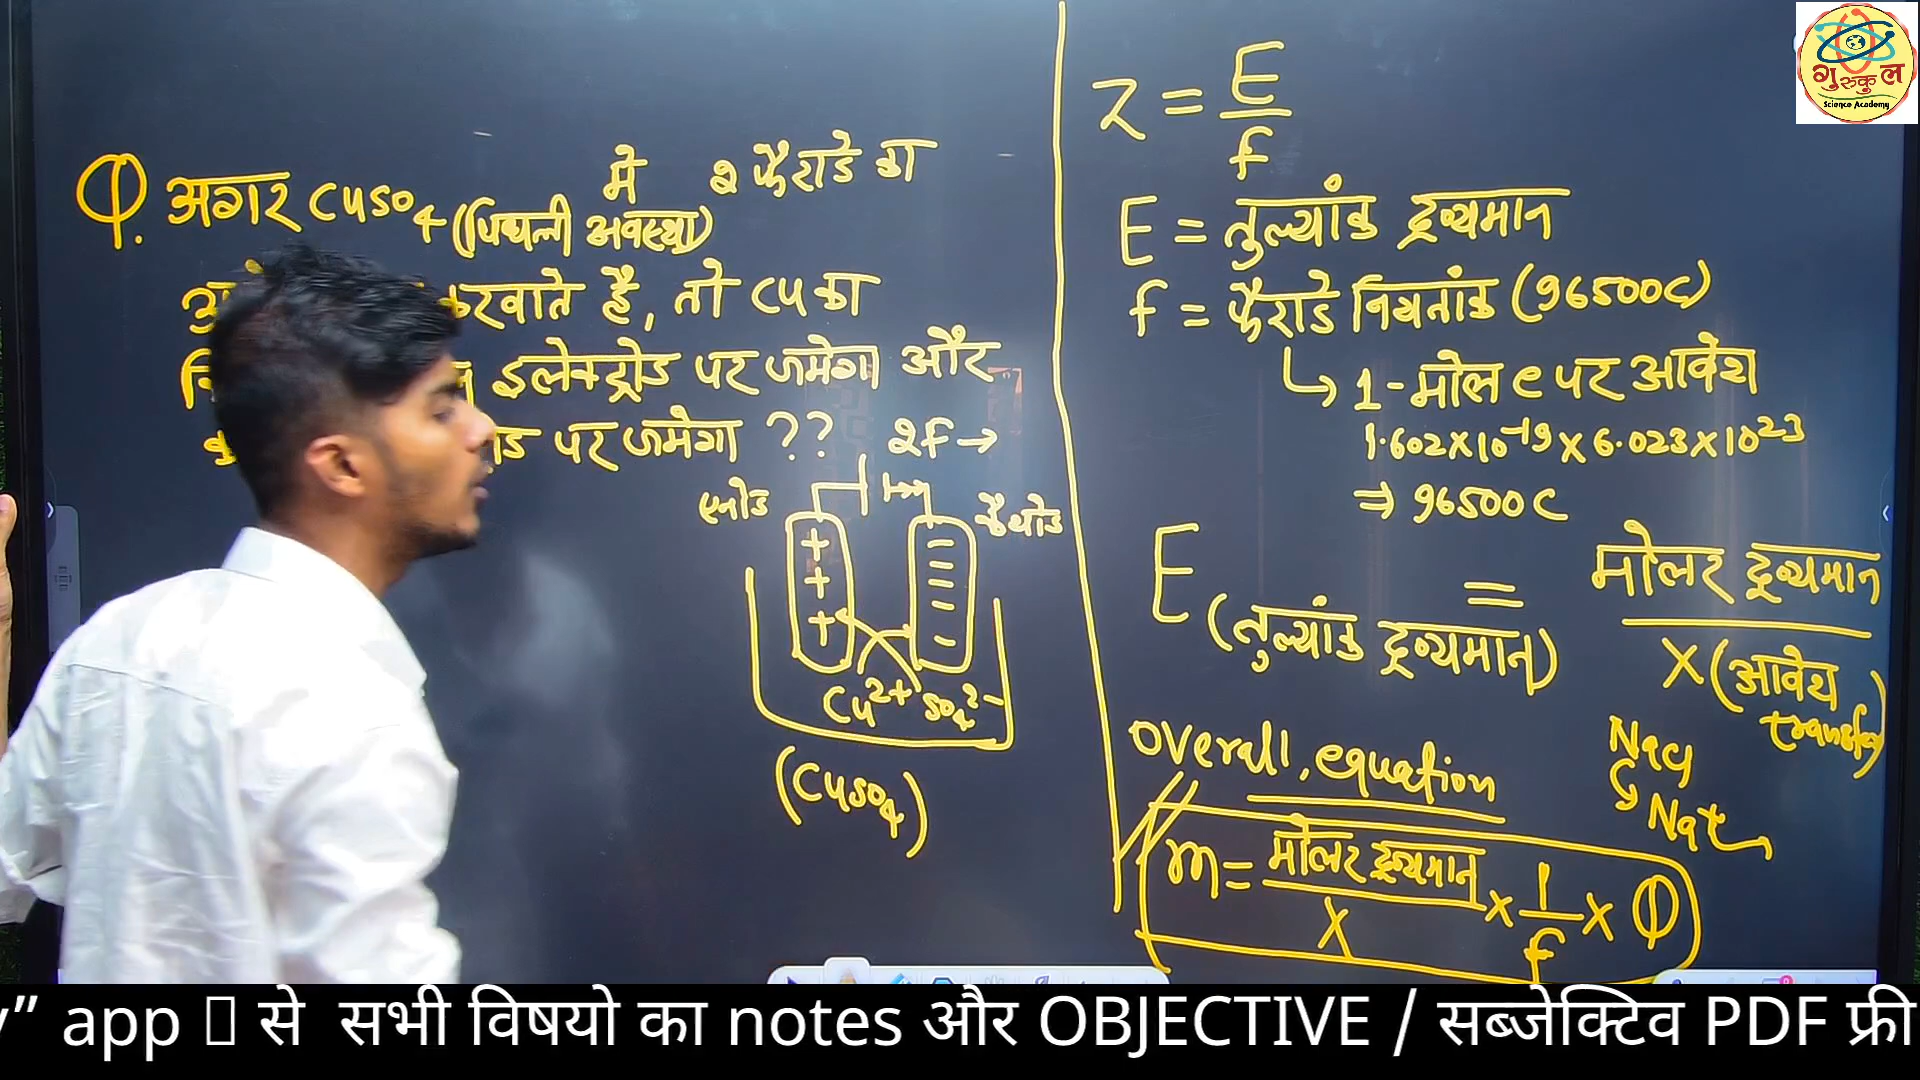 Q. अगर CuSO4 (पिघली अवस्था) में 2 फैराडे का
करवाते है, तो Cu का
इलेक्ट्रोड पर जमेगा और
पर जमेगा ?? 2F →
एनोड
कैथोड
+ + +
Cu2+ SO4 2-
(CuSO4)
Z = E/f
E = तुल्यांक द्रव्यमान
f = फैराडे नियतांक (96500C)
↳ 1-मोल e पर आवेश
1.602×10-19 × 6.023×1023
⇒ 96500C
E (तुल्यांक द्रव्यमान) = मोलर द्रव्यमान / X (आवेश transfer)
NaCl
Na+
overall, equation
m = मोलर द्रव्यमान / X × 1/f × Q
गुरुकुल
Science Academy
y” app से सभी विषयो का notes और OBJECTIVE / सब्जेक्टिव PDF फ्री